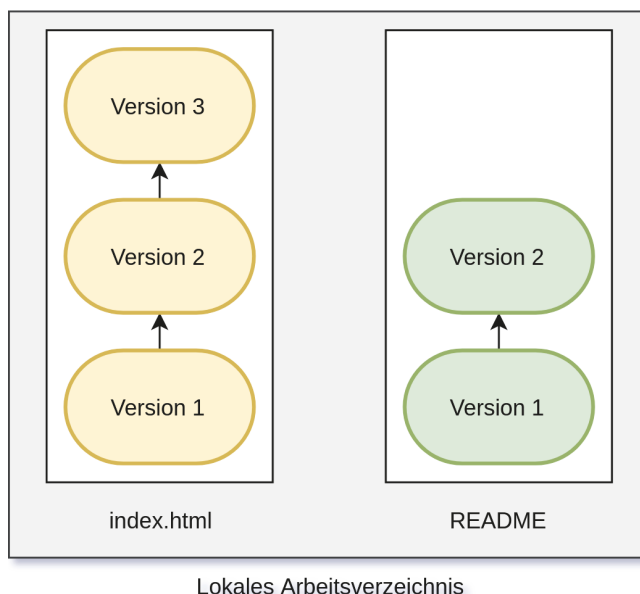 Version 3
Version 2
Version 2
Version 1
Version 1
index.html
README
Lokales Arbeitsverzeichnis